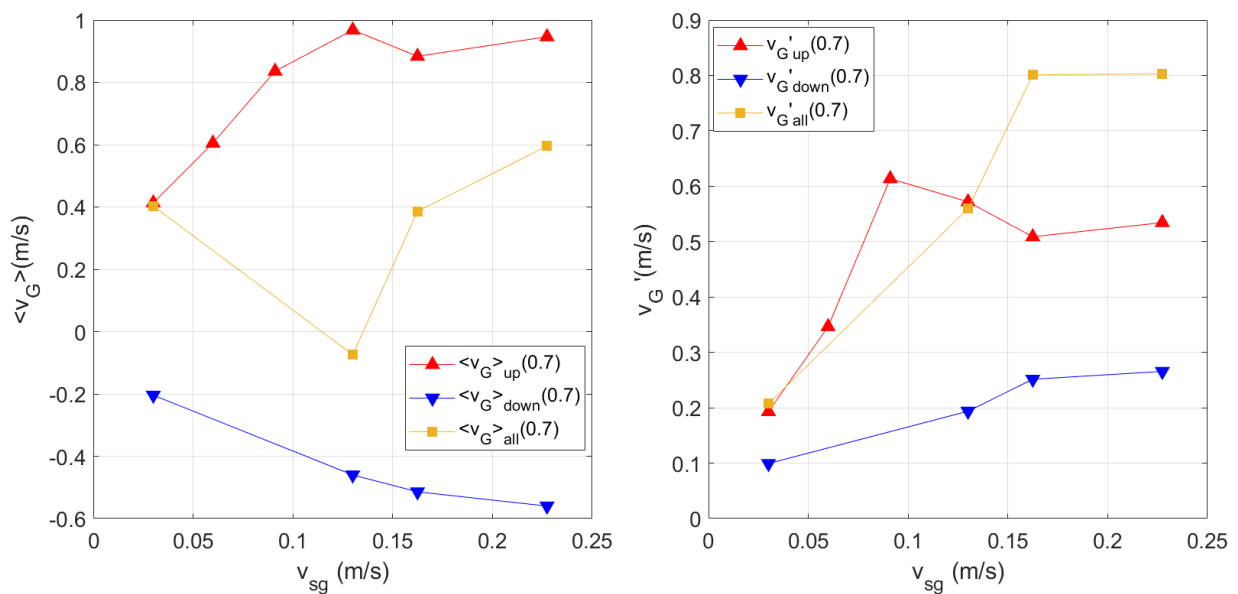 1
0.8
0.6
0.4
0.2
0
-0.2
-0.4
-0.6
<v_G>(m/s)
0 0.05 0.1 0.15 0.2 0.25
v_sg (m/s)
<v_G>_up(0.7)
<v_G>_down(0.7)
<v_G>_all(0.7)
0.9
0.8
0.7
0.6
0.5
0.4
0.3
0.2
0.1
0
v_G'(m/s)
0 0.05 0.1 0.15 0.2 0.25
v_sg (m/s)
v_G'_up(0.7)
v_G'_down(0.7)
v_G'_all(0.7)